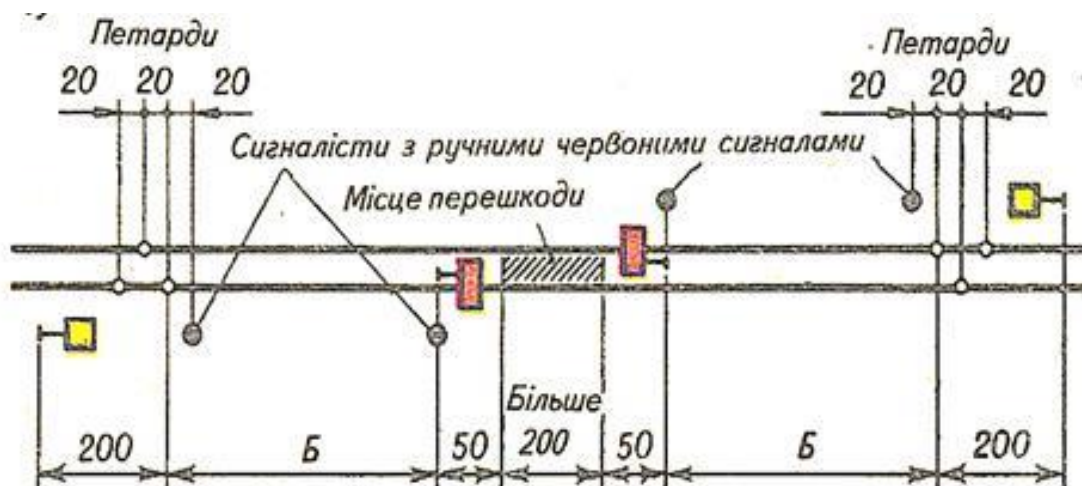 Петарди
Петарди
20 20 20
20 20 20
Сигналісти з ручними червоними сигналами
Місце перешкоди
Більше
200 Б 50 200 50 Б 200